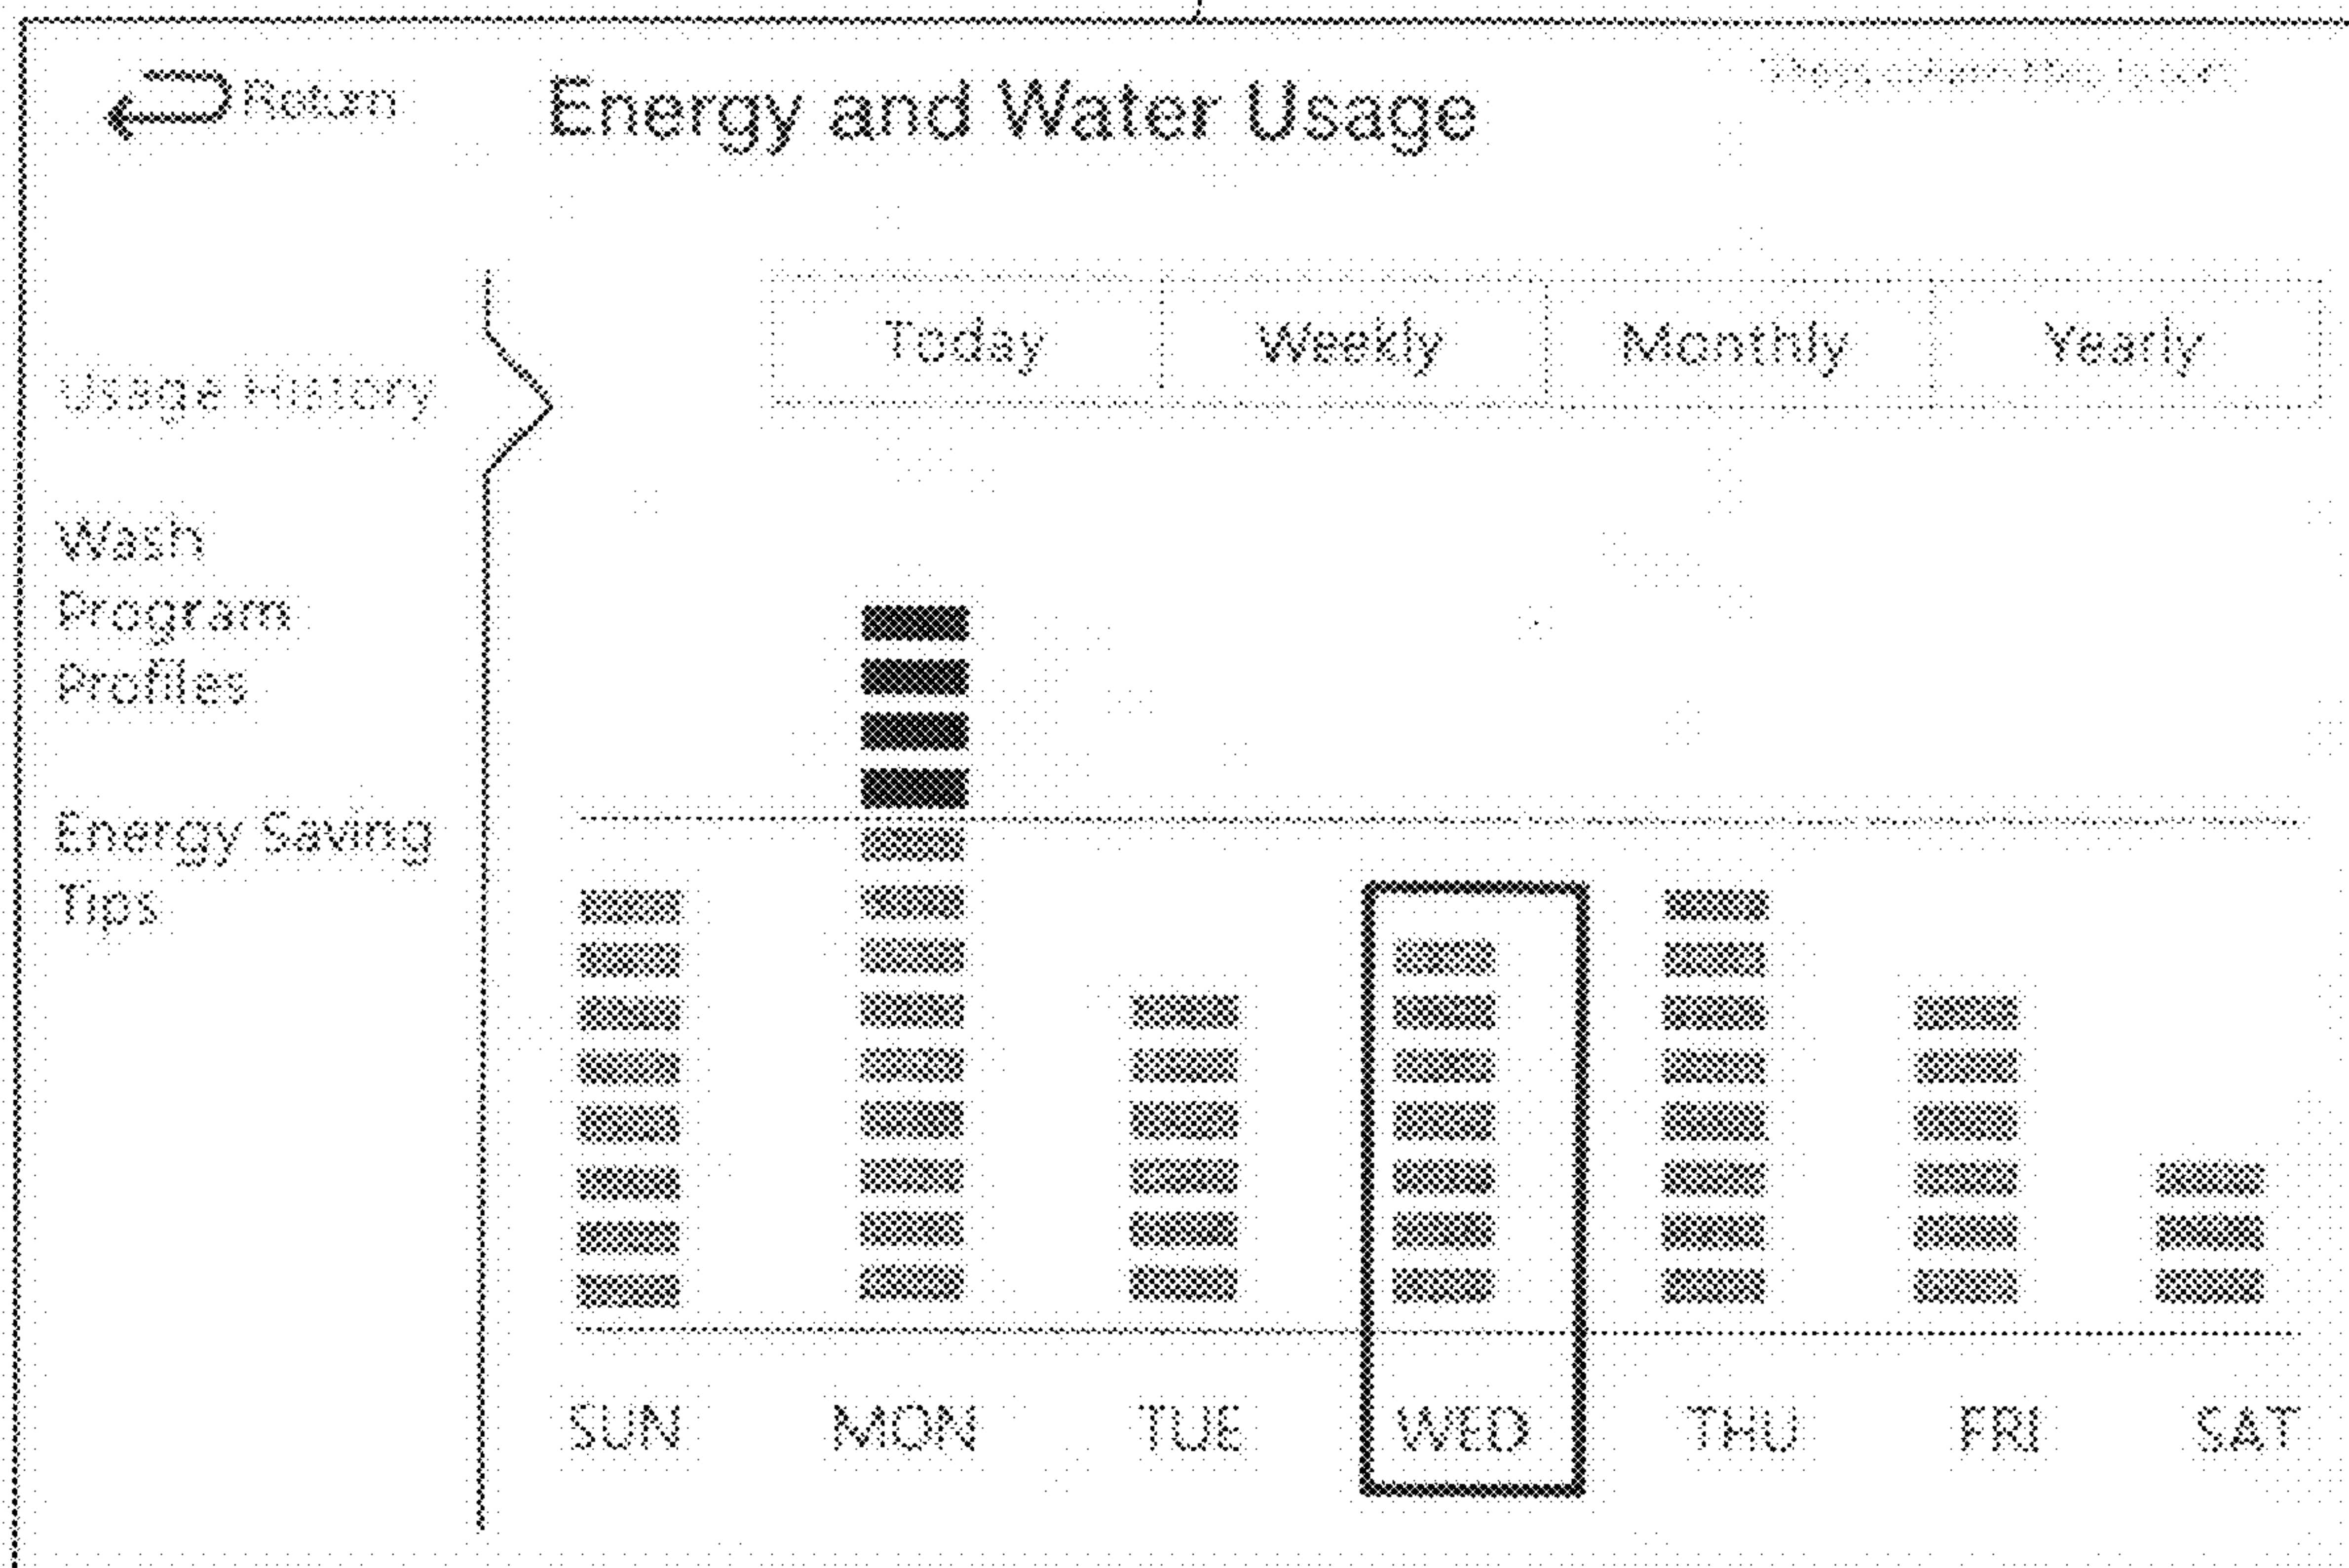 Return
Energy and Water Usage
Today Weekly Monthly Yearly
Usage History
Wash
Program
Profiles
Energy Saving
Tips
SUN MON TUE WED THU FRI SAT